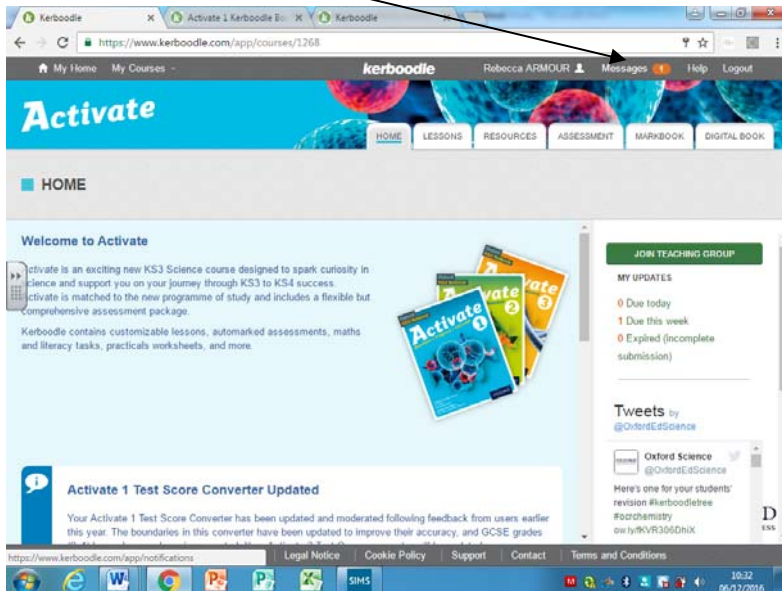 Kerboodle
Activate 1 Kerboodle Bo
Kerboodle
https://www.kerboodle.com/app/courses/1268
My Home My Courses
kerboodle
Rebecca ARMOUR
Messages 1
Help
Logout
Activate
HOME
LESSONS
RESOURCES
ASSESSMENT
MARKBOOK
DIGITAL BOOK
HOME
Welcome to Activate
Activate is an exciting new KS3 Science course designed to spark curiosity in
science and support you on your journey through KS3 to KS4 success.
Activate is matched to the new programme of study and includes a flexible but
comprehensive assessment package.
Kerboodle contains customizable lessons, automarked assessments, maths
and literacy tasks, practicals worksheets, and more.
Activate 1
Activate 2
Activate 3
JOIN TEACHING GROUP
MY UPDATES
0 Due today
1 Due this week
0 Expired (incomplete
submission)
Tweets by
@OxfordEdScience
Oxford Science
@OxfordEdScience
Here's one for your students'
revision #kerboodletree
#ocrchemistry
ow.ly/fKVR306DhiX
Activate 1 Test Score Converter Updated
Your Activate 1 Test Score Converter has been updated and moderated following feedback from users earlier
this year. The boundaries in this converter have been updated to improve their accuracy, and GCSE grades
https://www.kerboodle.com/app/notifications
Legal Notice
Cookie Policy
Support
Contact
Terms and Conditions
SIMS
10:32
06/12/2016